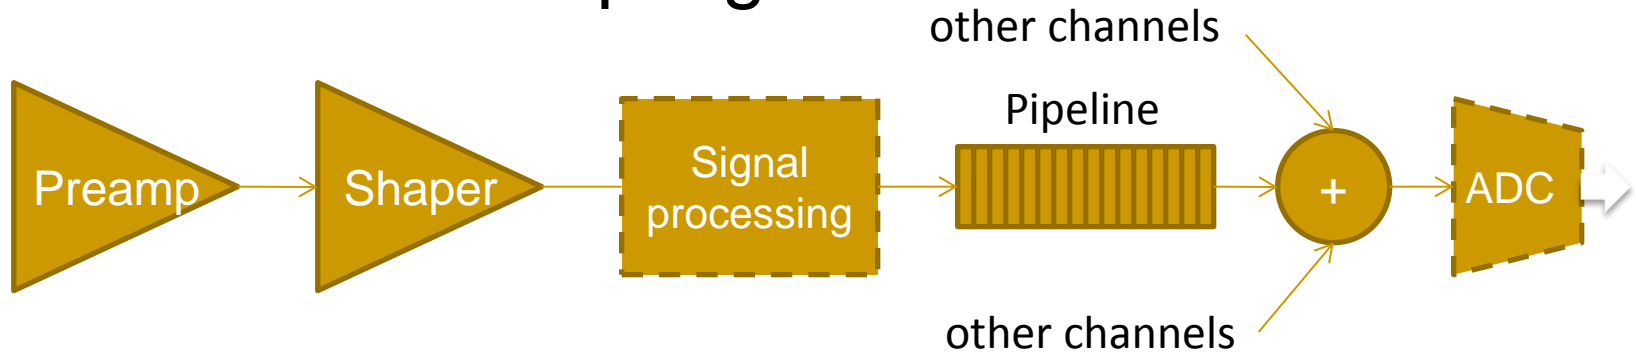 other channels
Pipeline
Preamp
Shaper
Signal
processing
+
ADC
other channels